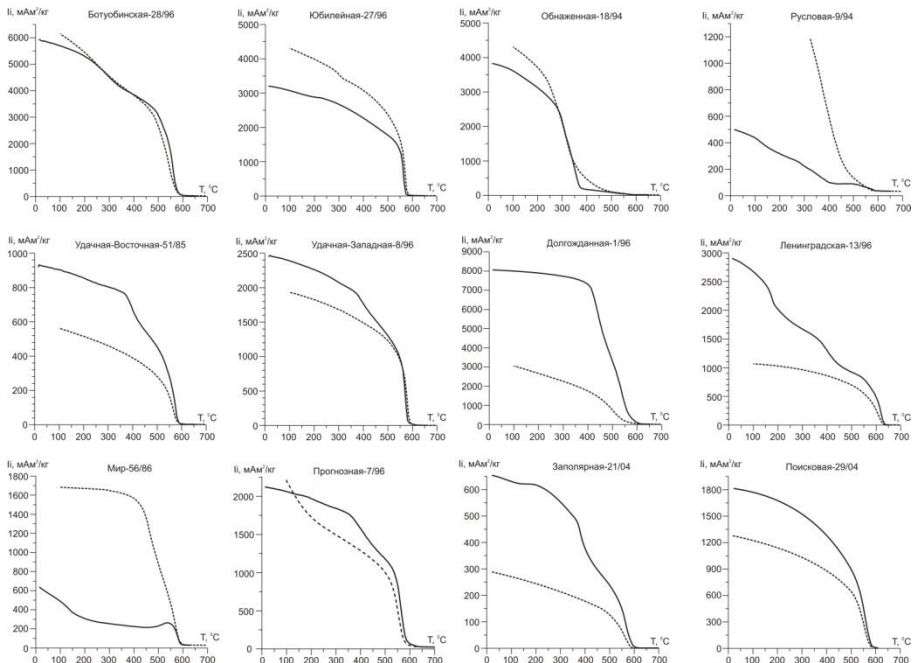 Ботуобинская-28/96
Ii, мАм²/кг
6000
5000
4000
3000
2000
1000
0
T, °C
0 100 200 300 400 500 600 700
Юбилейная-27/96
Ii, мАм²/кг
5000
4000
3000
2000
1000
0
T, °C
0 100 200 300 400 500 600 700
Обнаженная-18/94
Ii, мАм²/кг
5000
4000
3000
2000
1000
0
T, °C
0 100 200 300 400 500 600 700
Русловая-9/94
Ii, мАм²/кг
1200
1000
800
600
400
200
0
T, °C
0 100 200 300 400 500 600 700
Удачная-Восточная-51/85
Ii, мАм²/кг
1000
800
600
400
200
0
T, °C
0 100 200 300 400 500 600 700
Удачная-Западная-8/96
Ii, мАм²/кг
2500
2000
1500
1000
500
0
T, °C
0 100 200 300 400 500 600 700
Долгожданная-1/96
Ii, мАм²/кг
9000
8000
7000
6000
5000
4000
3000
2000
1000
0
T, °C
0 100 200 300 400 500 600 700
Ленинградская-13/96
Ii, мАм²/кг
3000
2000
1000
0
T, °C
0 100 200 300 400 500 600 700
Мир-56/86
Ii, мАм²/кг
1800
1600
1400
1200
1000
800
600
400
200
0
T, °C
0 100 200 300 400 500 600 700
Прогнозная-7/96
Ii, мАм²/кг
2000
1500
1000
500
0
T, °C
0 100 200 300 400 500 600 700
Заполярная-21/04
Ii, мАм²/кг
600
500
400
300
200
100
0
T, °C
0 100 200 300 400 500 600 700
Поисковая-29/04
Ii, мАм²/кг
1800
1500
1200
900
600
300
0
T, °C
0 100 200 300 400 500 600 700